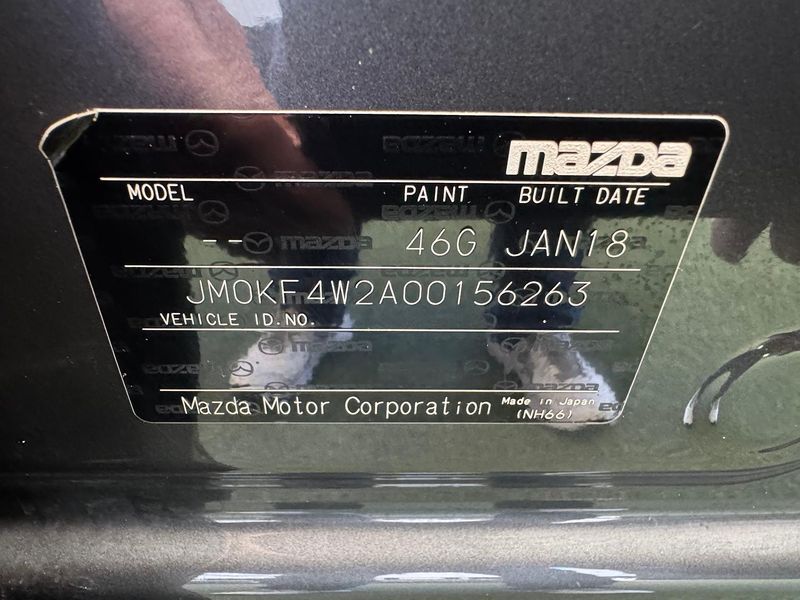 mazda
MODEL PAINT BUILT DATE
-- 46G JAN18
JM0KF4W2A00156263
VEHICLE ID.NO.
Mazda Motor Corporation Made in Japan
(NH66)